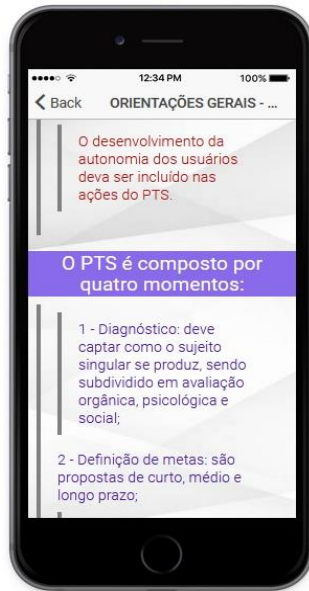 12:34 PM
100%
Back
ORIENTAÇÕES GERAIS - ...
O desenvolvimento da
autonomia dos usuários
deva ser incluído nas
ações do PTS.
O PTS é composto por
quatro momentos:
1 - Diagnóstico: deve
captar como o sujeito
singular se produz, sendo
subdividido em avaliação
orgânica, psicológica e
social;
2 - Definição de metas: são
propostas de curto, médio e
longo prazo;